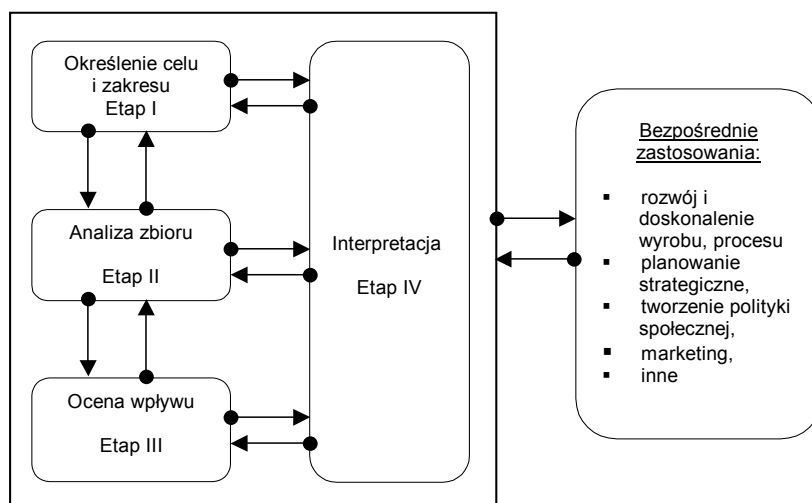 Określenie celu
i zakresu
Etap I
Analiza zbioru
Etap II
Ocena wpływu
Etap III
Interpretacja
Etap IV
Bezpośrednie
zastosowania:
▪ rozwój i
doskonalenie
wyrobu, procesu
▪ planowanie
strategiczne,
▪ tworzenie polityki
społecznej,
▪ marketing,
▪ inne